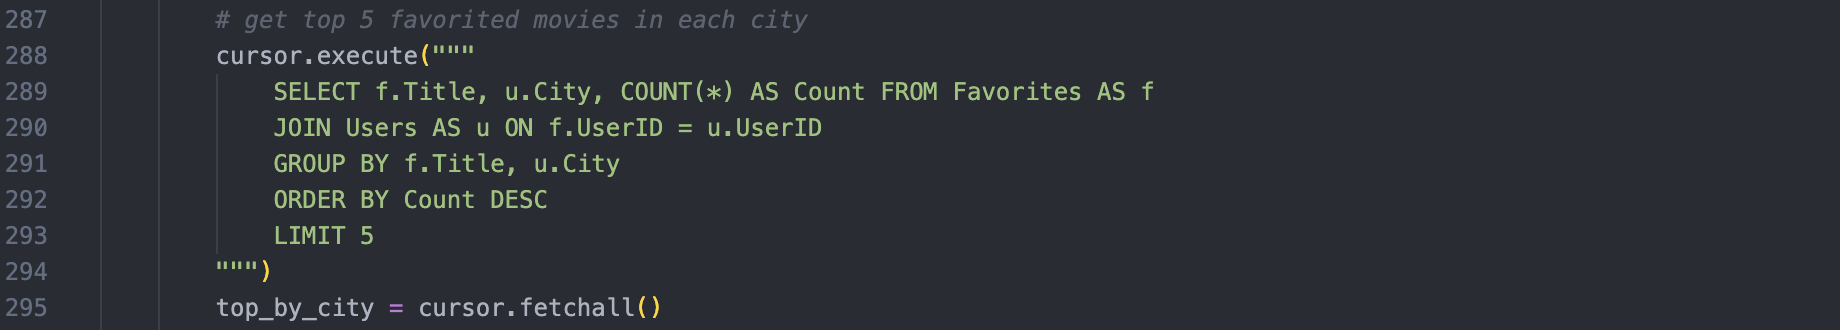 287 # get top 5 favorited movies in each city
288 cursor.execute("""
289 SELECT f.Title, u.City, COUNT(*) AS Count FROM Favorites AS f
290 JOIN Users AS u ON f.UserID = u.UserID
291 GROUP BY f.Title, u.City
292 ORDER BY Count DESC
293 LIMIT 5
294 """)
295 top_by_city = cursor.fetchall()